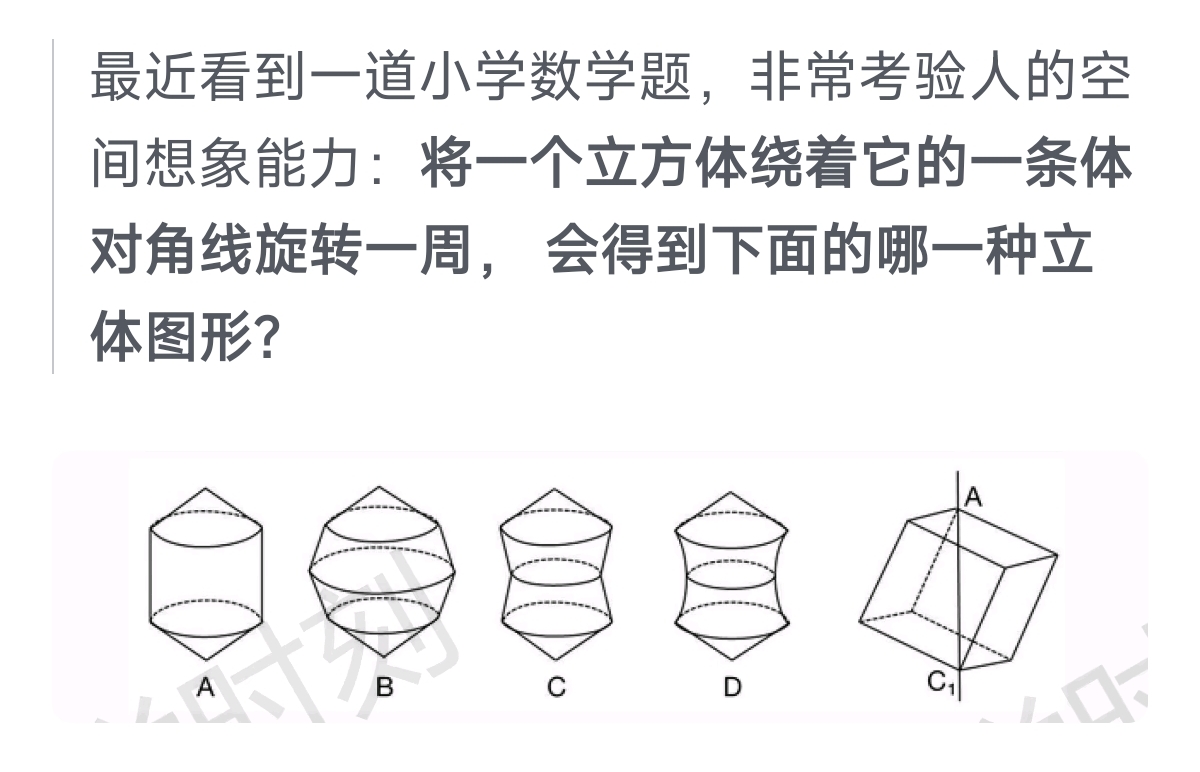 最近看到一道小学数学题，非常考验人的空
间想象能力：将一个立方体绕着它的一条体
对角线旋转一周， 会得到下面的哪一种立
体图形？
A
A
B
C
D
C₁
时刻